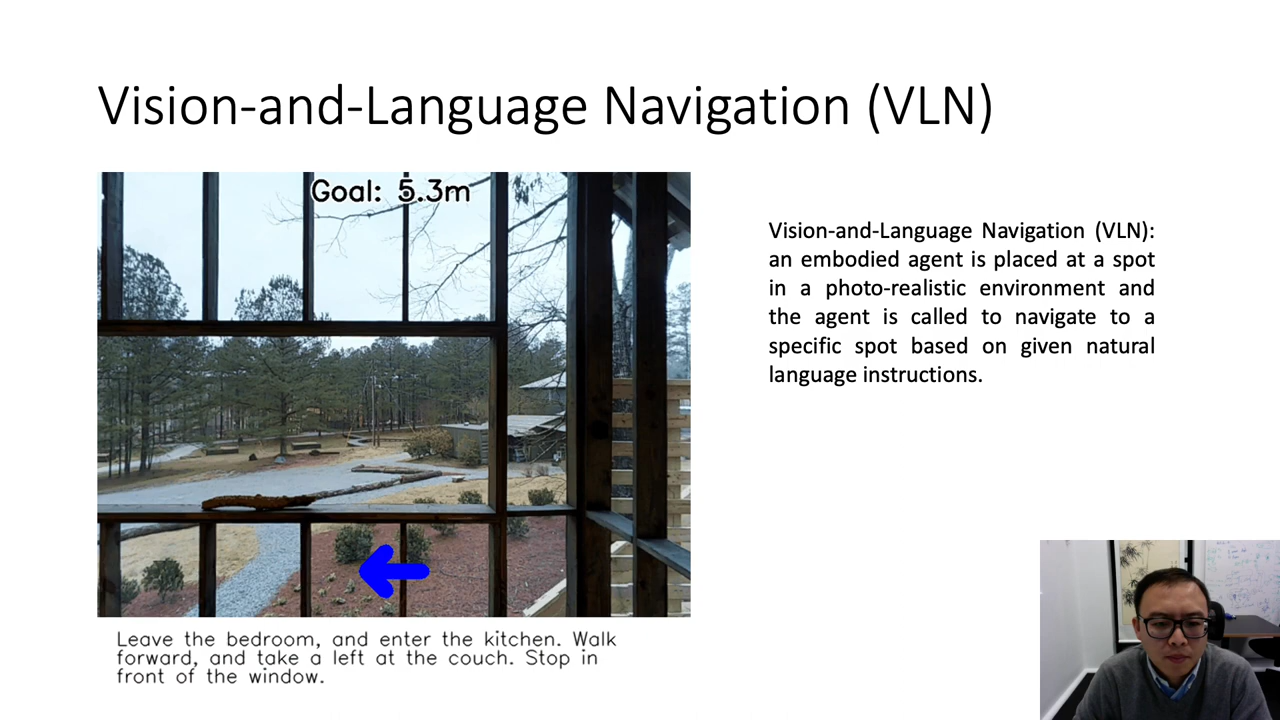 Vision-and-Language Navigation (VLN)
Goal: 5.3m
Vision-and-Language Navigation (VLN):
an embodied agent is placed at a spot
in a photo-realistic environment and
the agent is called to navigate to a
specific spot based on given natural
language instructions.
Leave the bedroom, and enter the kitchen. Walk
forward, and take a left at the couch. Stop in
front of the window.